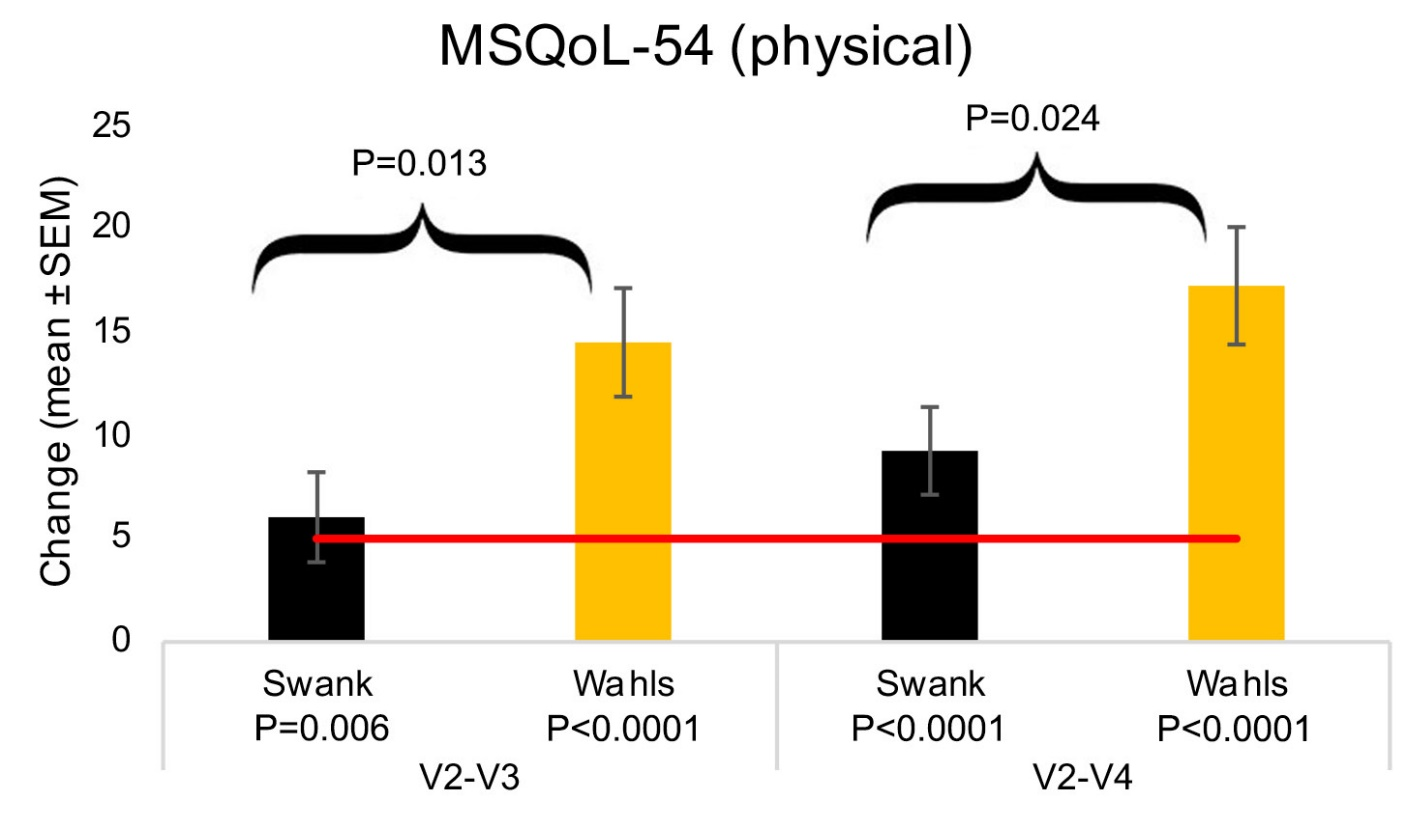 MSQoL-54 (physical)
Change (mean ± SEM)
25
20
15
10
5
0
P=0.013
P=0.024
Swank
P=0.006
Wahls
P<0.0001
Swank
P<0.0001
Wahls
P<0.0001
V2-V3
V2-V4